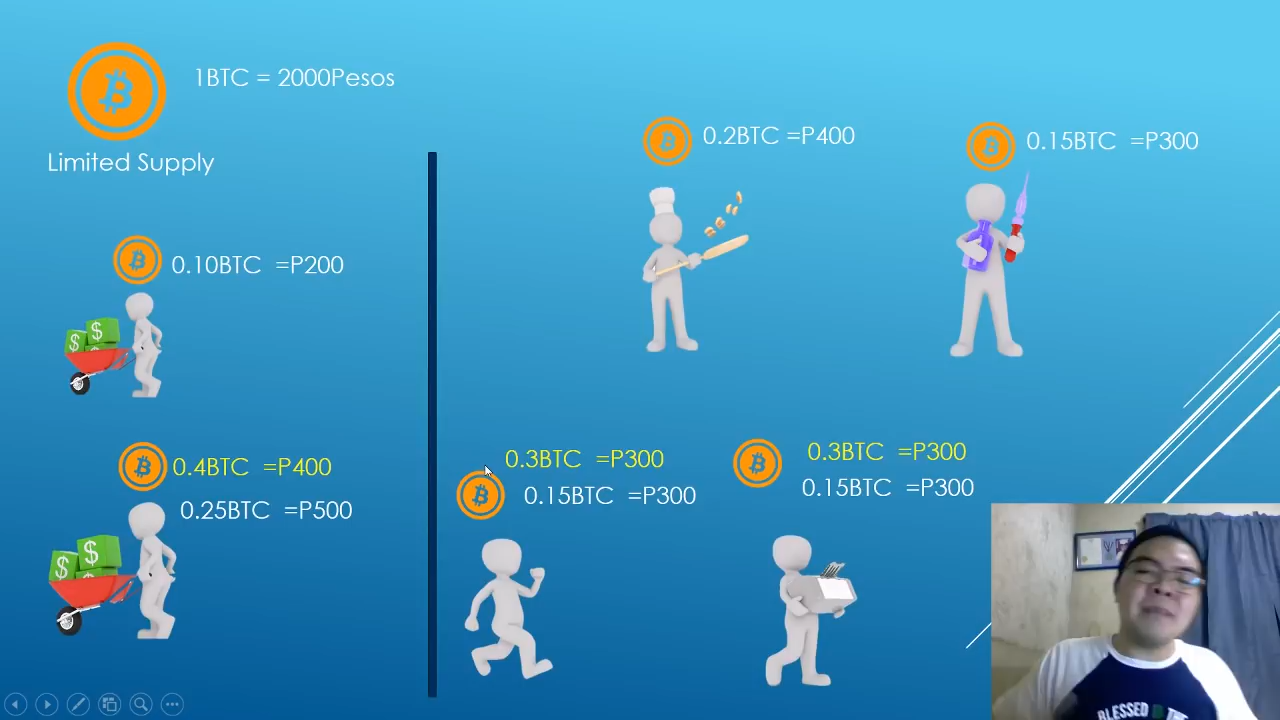 1BTC = 2000Pesos
Limited Supply
0.2BTC =P400
0.15BTC =P300
0.10BTC =P200
0.4BTC =P400
0.25BTC =P500
0.3BTC =P300
0.15BTC =P300
0.3BTC =P300
0.15BTC =P300
BLESSED